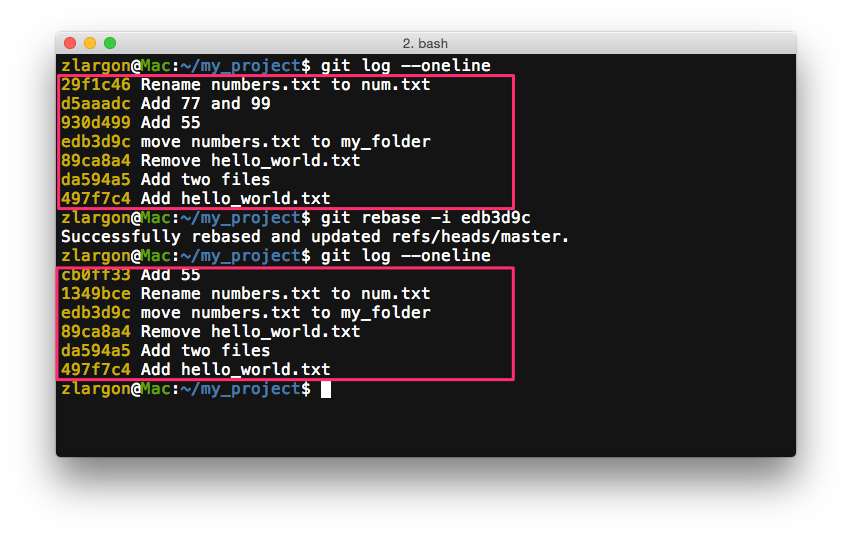 2. bash
zlargon@Mac:~/my_project$ git log --oneline
29f1c46 Rename numbers.txt to num.txt
d5aaadc Add 77 and 99
930d499 Add 55
edb3d9c move numbers.txt to my_folder
89ca8a4 Remove hello_world.txt
da594a5 Add two files
497f7c4 Add hello_world.txt
zlargon@Mac:~/my_project$ git rebase -i edb3d9c
Successfully rebased and updated refs/heads/master.
zlargon@Mac:~/my_project$ git log --oneline
cb0ff33 Add 55
1349bce Rename numbers.txt to num.txt
edb3d9c move numbers.txt to my_folder
89ca8a4 Remove hello_world.txt
da594a5 Add two files
497f7c4 Add hello_world.txt
zlargon@Mac:~/my_project$